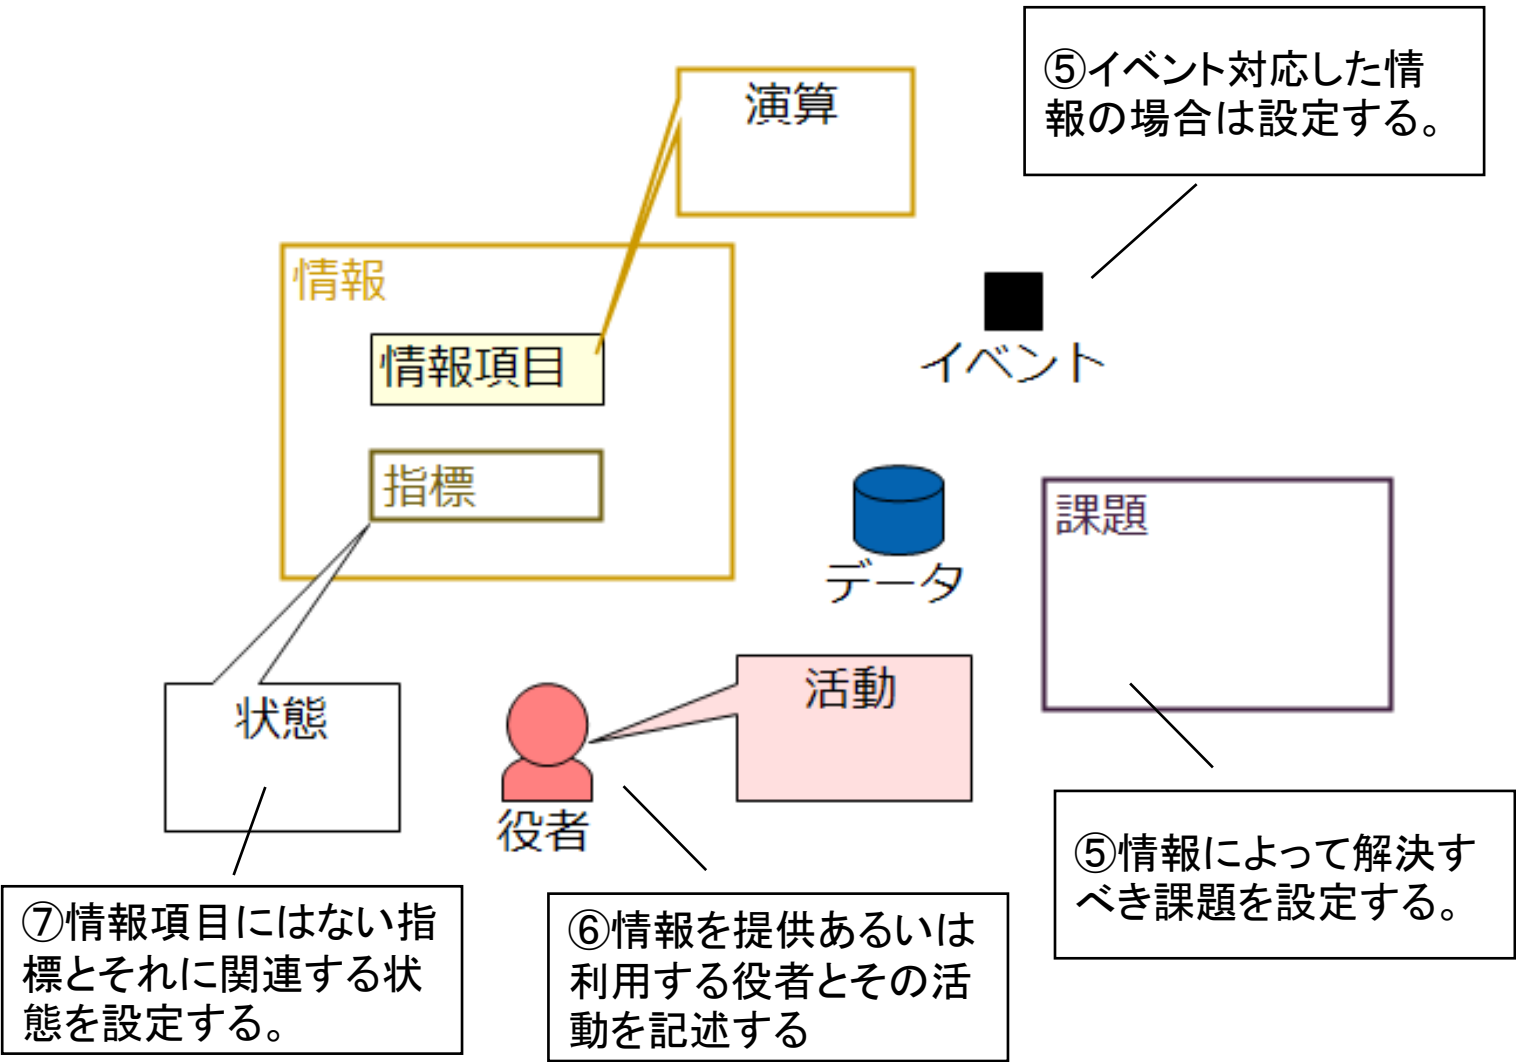 ⑤イベント対応した情
報の場合は設定する。
演算
情報
情報項目
指標
イベント
データ
課題
状態
役者
活動
⑤情報によって解決す
べき課題を設定する。
⑦情報項目にはない指
標とそれに関連する状
態を設定する。
⑥情報を提供あるいは
利用する役者とその活
動を記述する